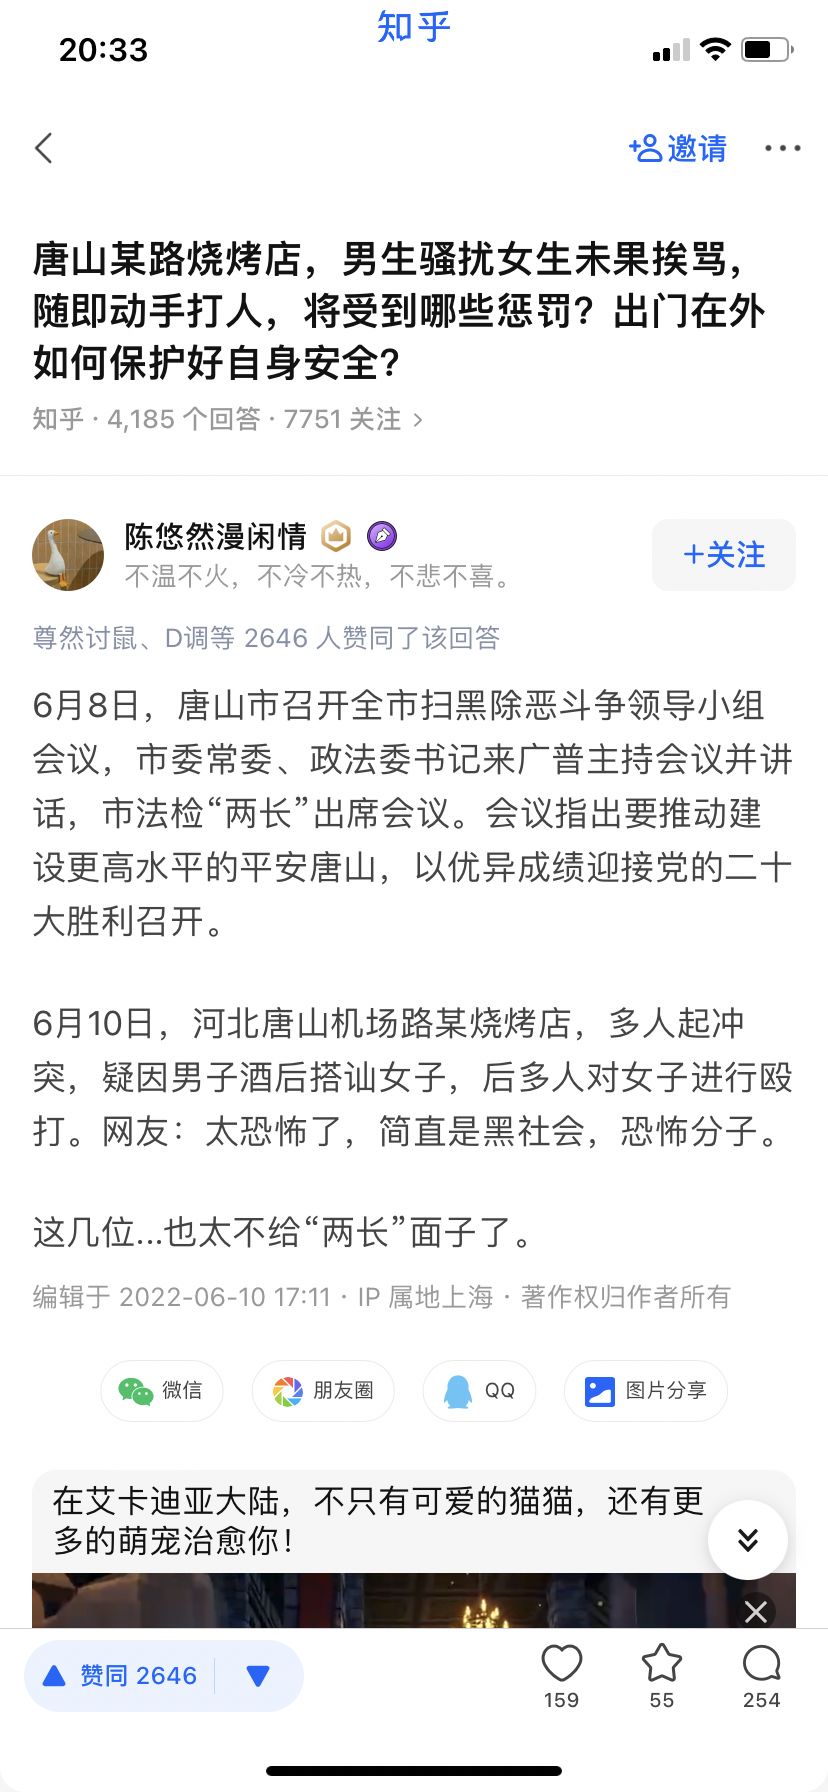 知乎
20:33
邀请
唐山某路烧烤店，男生骚扰女生未果挨骂，
随即动手打人，将受到哪些惩罚？出门在外
如何保护好自身安全？
知乎 · 4,185 个回答 · 7751 关注 >
陈悠然漫闲情
+关注
不温不火，不冷不热，不悲不喜。
尊然讨鼠、D调等 2646 人赞同了该回答
6月8日，唐山市召开全市扫黑除恶斗争领导小组
会议，市委常委、政法委书记来广普主持会议并讲
话，市法检“两长”出席会议。会议指出要推动建
设更高水平的平安唐山，以优异成绩迎接党的二十
大胜利召开。
6月10日，河北唐山机场路某烧烤店，多人起冲
突，疑因男子酒后搭讪女子，后多人对女子进行殴
打。网友：太恐怖了，简直是黑社会，恐怖分子。
这几位...也太不给“两长”面子了。
编辑于 2022-06-10 17:11 · IP 属地上海 · 著作权归作者所有
微信 朋友圈 QQ 图片分享
在艾卡迪亚大陆，不只有可爱的猫猫，还有更
多的萌宠治愈你！
赞同 2646
159 55 254